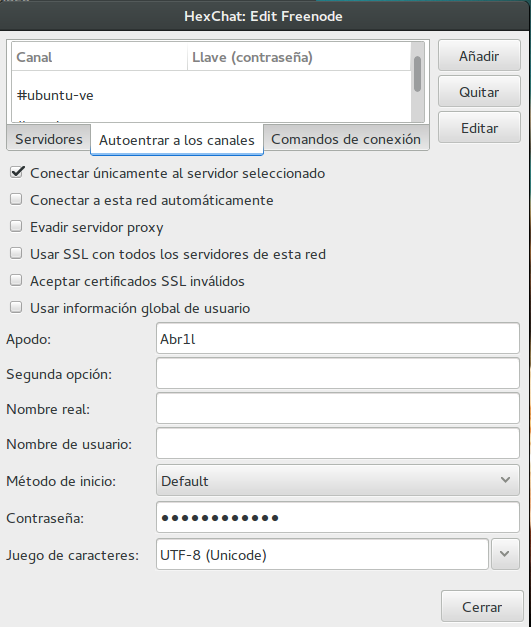 HexChat: Edit Freenode
Canal Llave (contraseña)
Añadir
#ubuntu-ve
Quitar
Editar
Servidores Autoentrar a los canales Comandos de conexión
Conectar únicamente al servidor seleccionado
Conectar a esta red automáticamente
Evadir servidor proxy
Usar SSL con todos los servidores de esta red
Aceptar certificados SSL inválidos
Usar información global de usuario
Apodo: Abr1l
Segunda opción:
Nombre real:
Nombre de usuario:
Método de inicio: Default
Contraseña: ●●●●●●●●●●●●
Juego de caracteres: UTF-8 (Unicode)
Cerrar